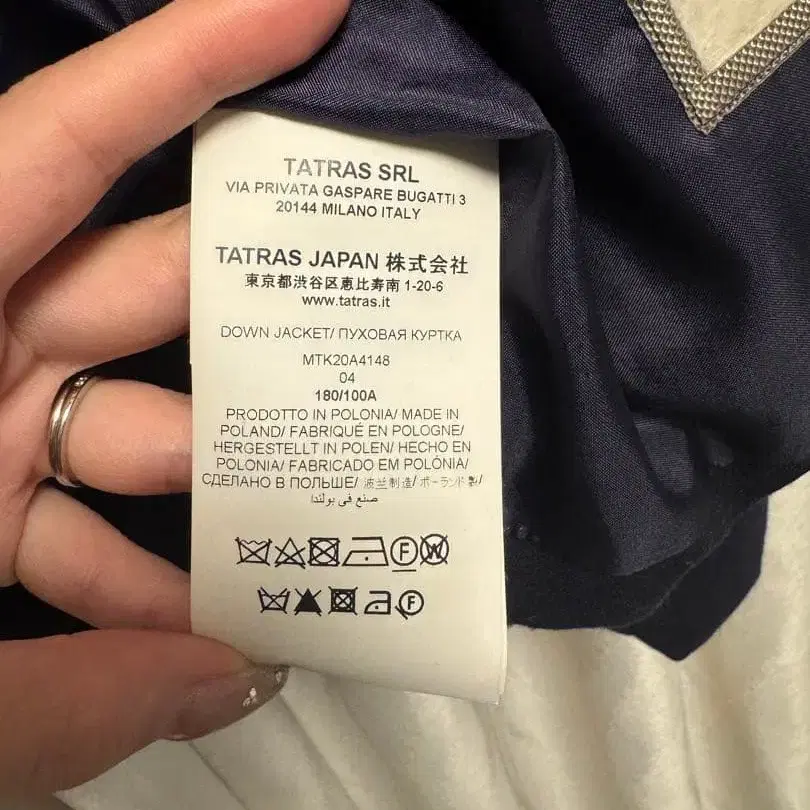 TATRAS SRL
VIA PRIVATA GASPARE BUGATTI 3
20144 MILANO ITALY
TATRAS JAPAN 株式会社
東京都渋谷区恵比寿南 1-20-6
www.tatras.it
DOWN JACKET/ ПУХОВАЯ КУРТКА
MTK20A4148
04
180/100A
PRODOTTO IN POLONIA/ MADE IN
POLAND/ FABRIQUÉ EN POLOGNE/
HERGESTELLT IN POLEN/ HECHO EN
POLONIA/ FABRICADO EM POLÓNIA/
СДЕЛАНО В ПОЛЬШЕ/ 波兰制造/ ポーランド製/
صنع في بولندا
F W
F